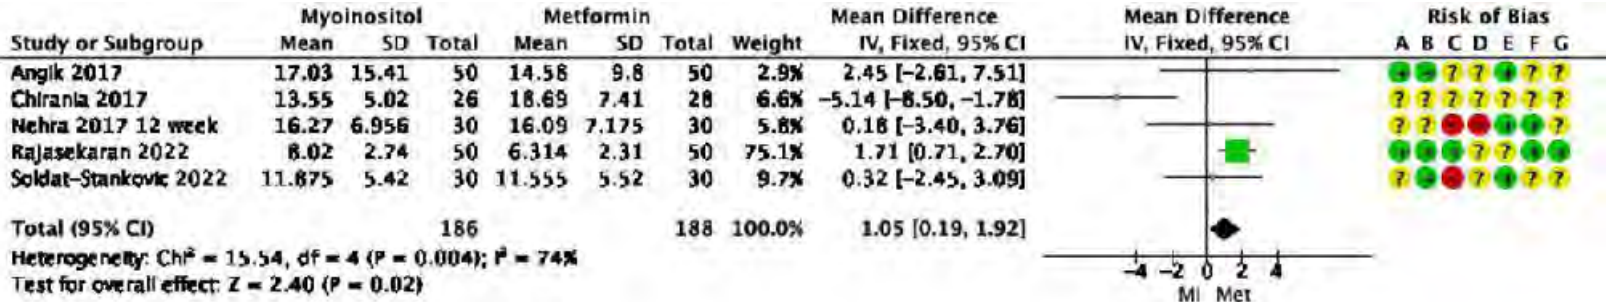 Myoinositol Metformin Mean Difference Mean Difference Risk of Bias
Study or Subgroup Mean SD Total Mean SD Total Weight IV, Fixed, 95% CI IV, Fixed, 95% CI A B C D E F G
Angik 2017 17.03 15.41 50 14.58 9.8 50 2.9% 2.45 [-2.61, 7.51] + + ? ? + ? ?
Chirania 2017 13.55 5.02 26 18.69 7.41 28 6.6% -5.14 [-8.50, -1.78] ? ? ? ? ? ? ?
Nehra 2017 12 week 16.27 6.956 30 16.09 7.175 30 5.8% 0.18 [-3.40, 3.76] ? ? + + ?
Rajasekaran 2022 8.02 2.74 50 6.314 2.31 50 75.1% 1.71 [0.71, 2.70] + + + ? ? + +
Soldat-Stankovic 2022 11.875 5.42 30 11.555 5.52 30 9.7% 0.32 [-2.45, 3.09] ? + ? + ? ?
Total (95% CI) 186 188 100.0% 1.05 [0.19, 1.92]
Heterogeneity: Chi² = 15.54, df = 4 (P = 0.004); I² = 74%
Test for overall effect: Z = 2.40 (P = 0.02)
-4 -2 0 2 4
MI Met